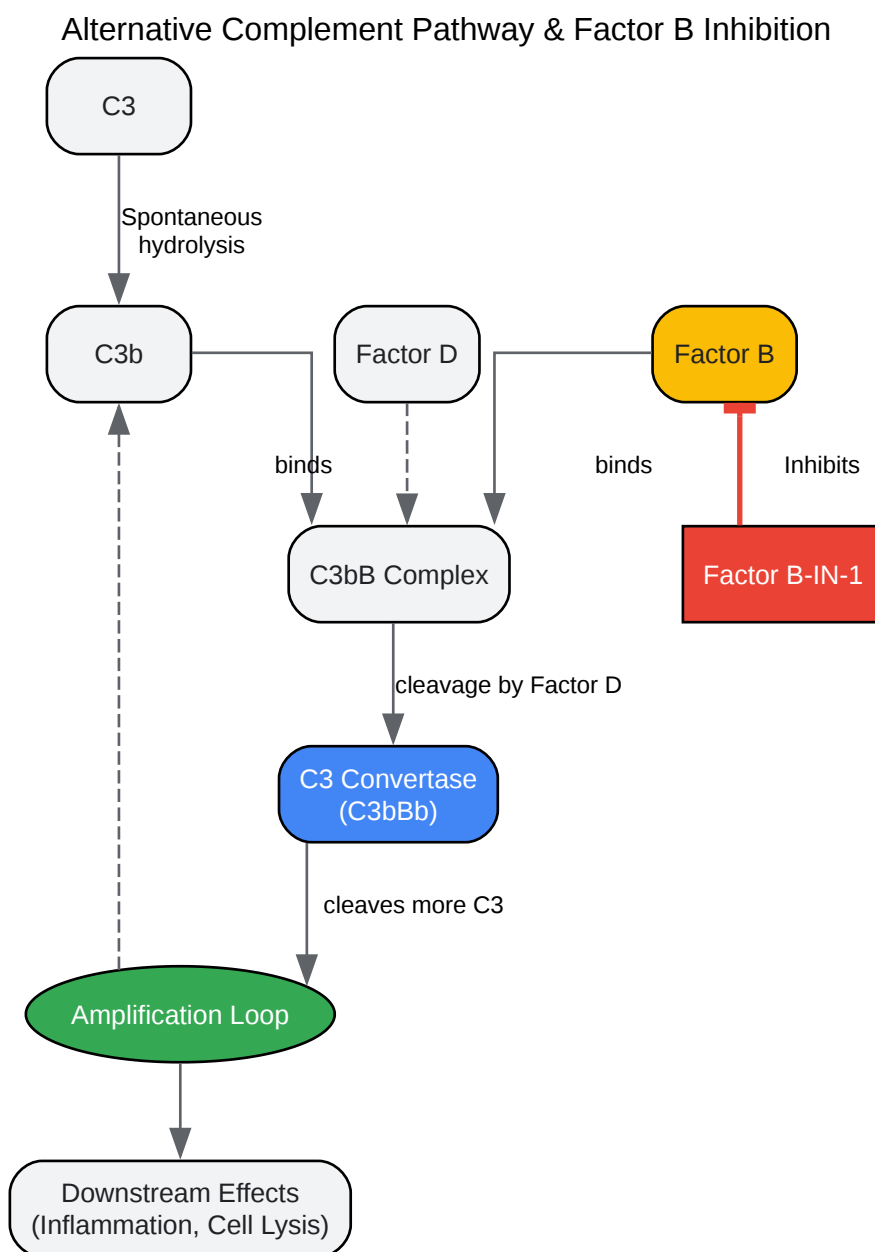 Alternative Complement Pathway & Factor B Inhibition
C3
Spontaneous
hydrolysis
C3b
Factor D
Factor B
binds
binds
Inhibits
C3bB Complex
Factor B-IN-1
cleavage by Factor D
C3 Convertase
(C3bBb)
cleaves more C3
Amplification Loop
Downstream Effects
(Inflammation, Cell Lysis)